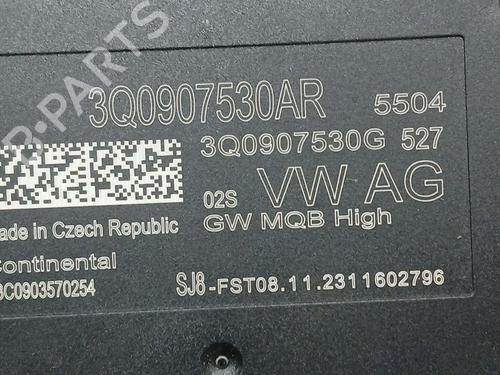 B-PARTS
3Q0907530AR 5504
3Q0907530G 527
02S VW AG
GW MQB High
ade in Czech Republic
Continental
3C0903570254
SJ8-FST08.11.2311602796